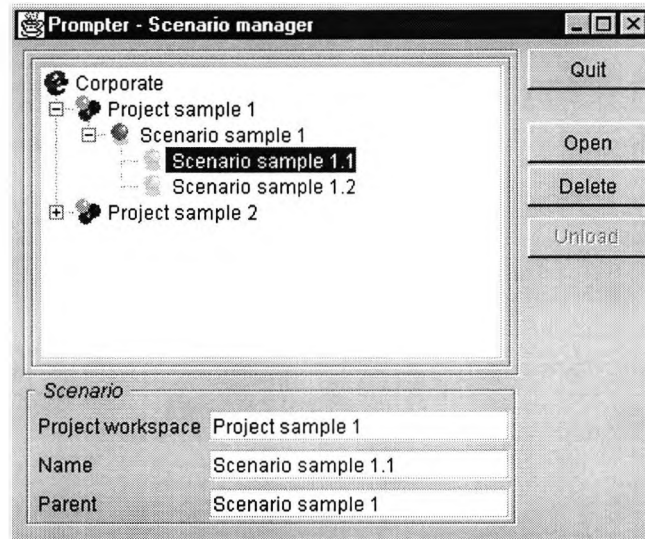 Prompter - Scenario manager
Corporate
Project sample 1
Scenario sample 1
Scenario sample 1.1
Scenario sample 1.2
Project sample 2
Quit
Open
Delete
Unload
Scenario
Project workspace Project sample 1
Name Scenario sample 1.1
Parent Scenario sample 1